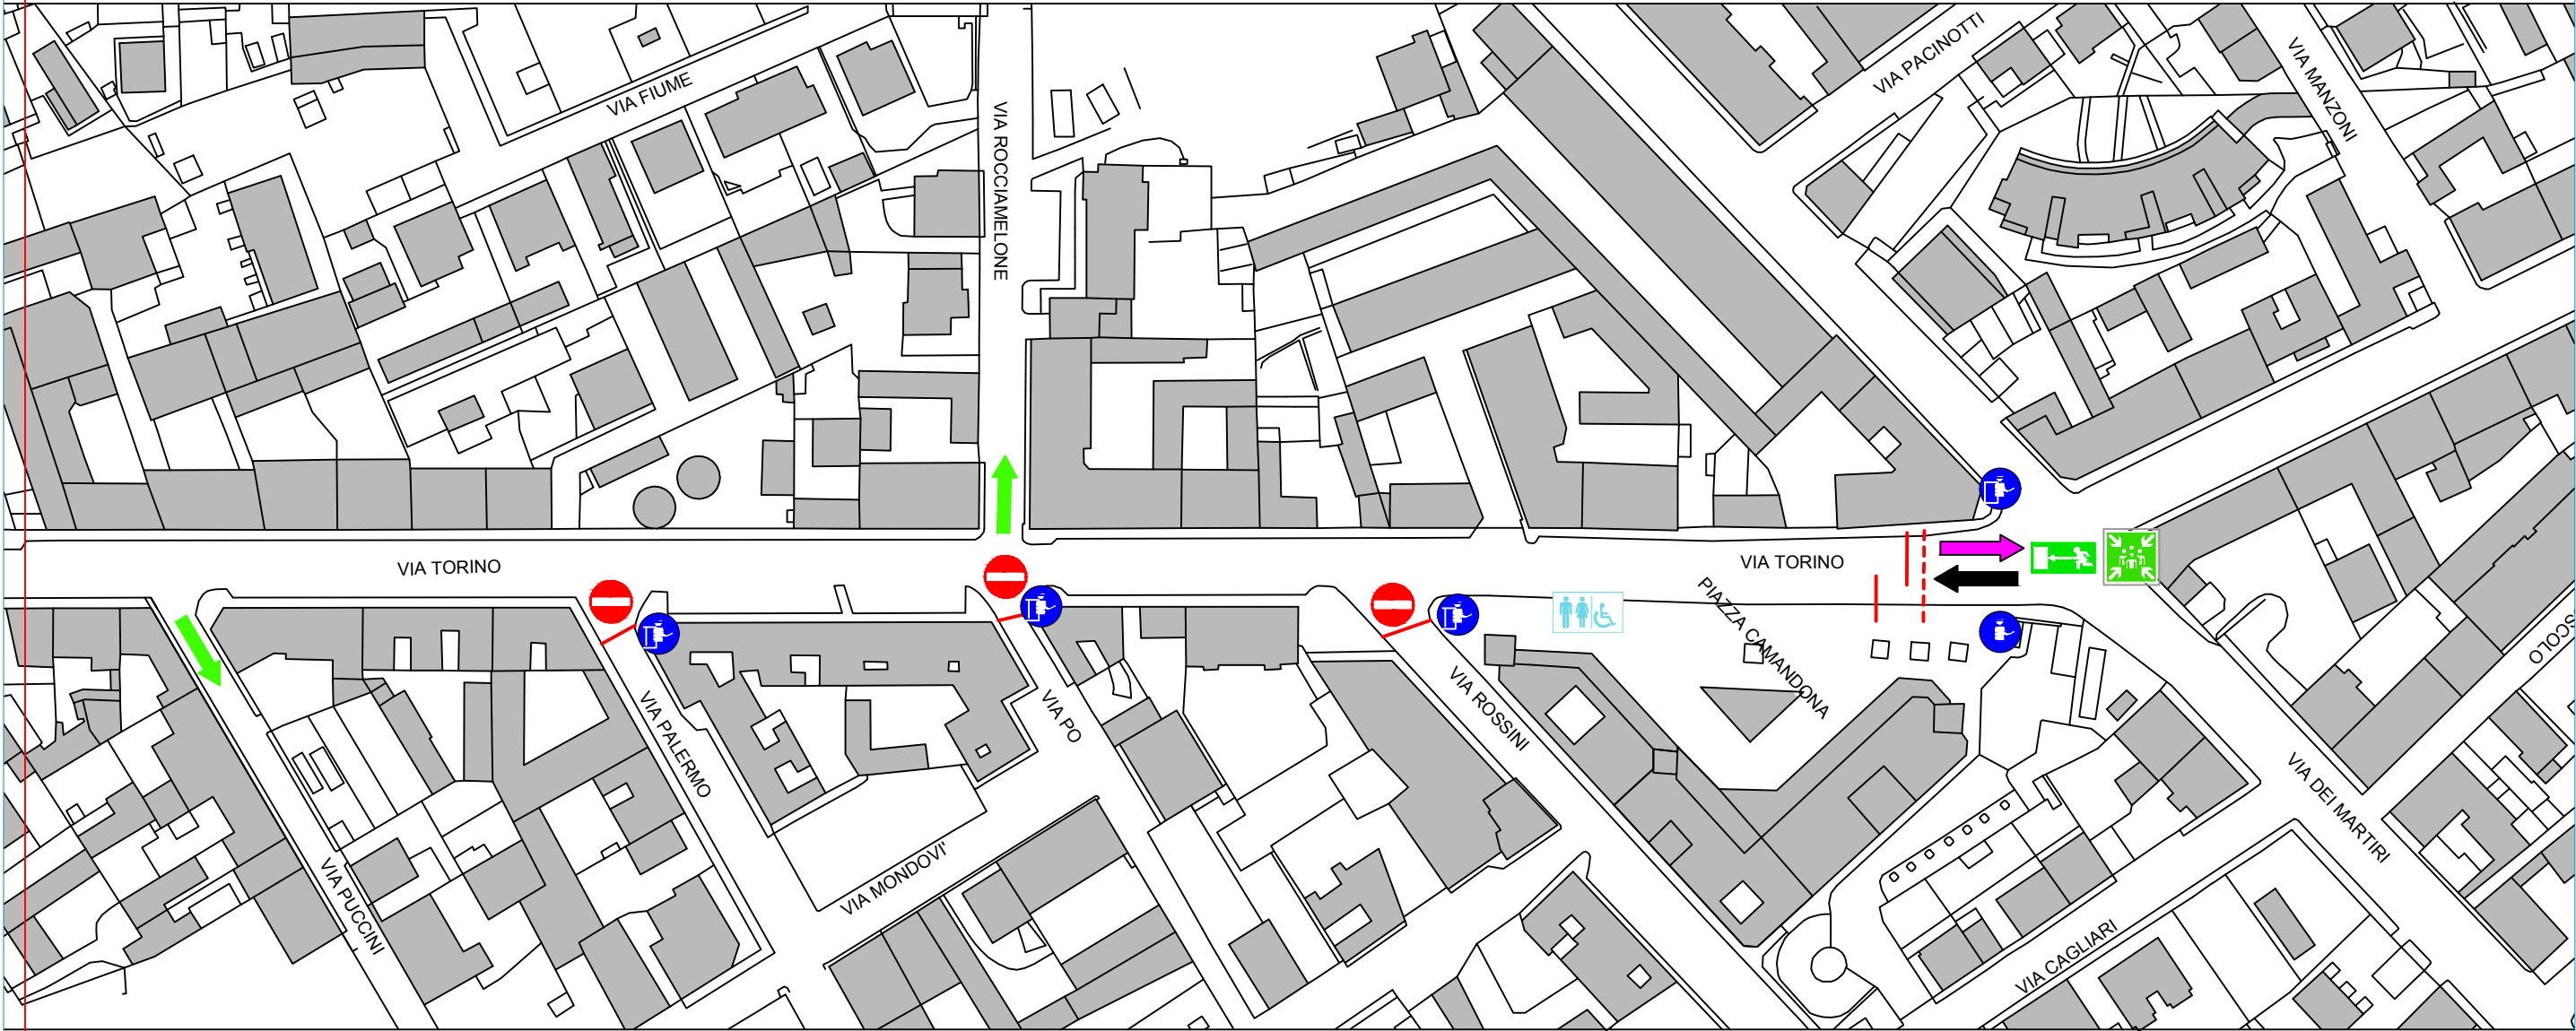 VIA PACINOTTI
VIA MANZONI
VIA FIUME
VIA ROCCIAMELONE
VIA TORINO
VIA TORINO
PIAZZA CAMANDONA
SCOLO
VIA PALERMO
VIA PO
VIA ROSSINI
VIA DEI MARTIRI
VIA PUCCINI
VIA MONDOVI'
VIA CAGLIARI